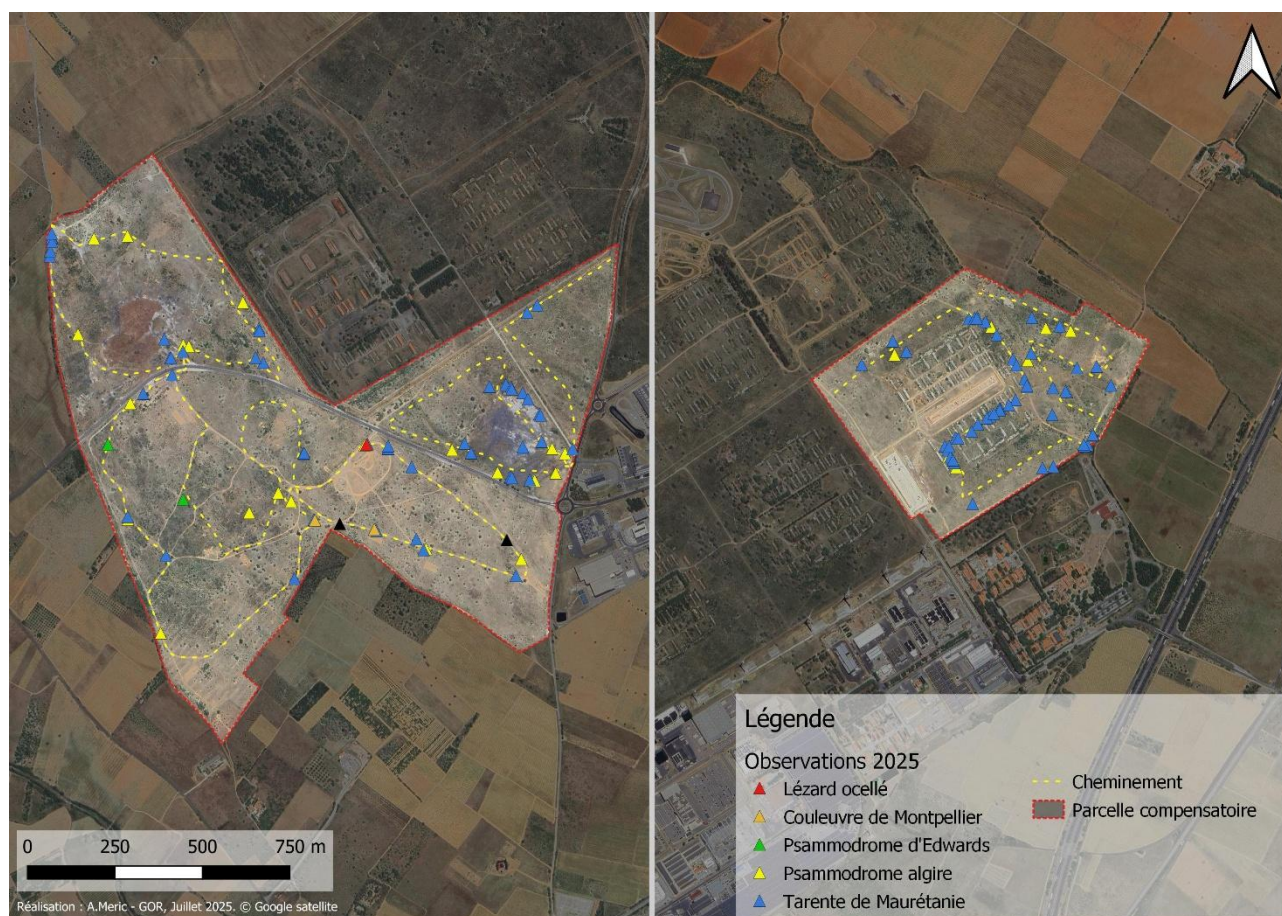 Légende
Observations 2025
Lézard ocellé
Couleuvre de Montpellier
Psammodrome d'Edwards
Psammodrome algire
Tarente de Maurétanie
Cheminement
Parcelle compensatoire
0 250 500 750 m
Réalisation : A.Meric - GOR, Juillet 2025. © Google satellite